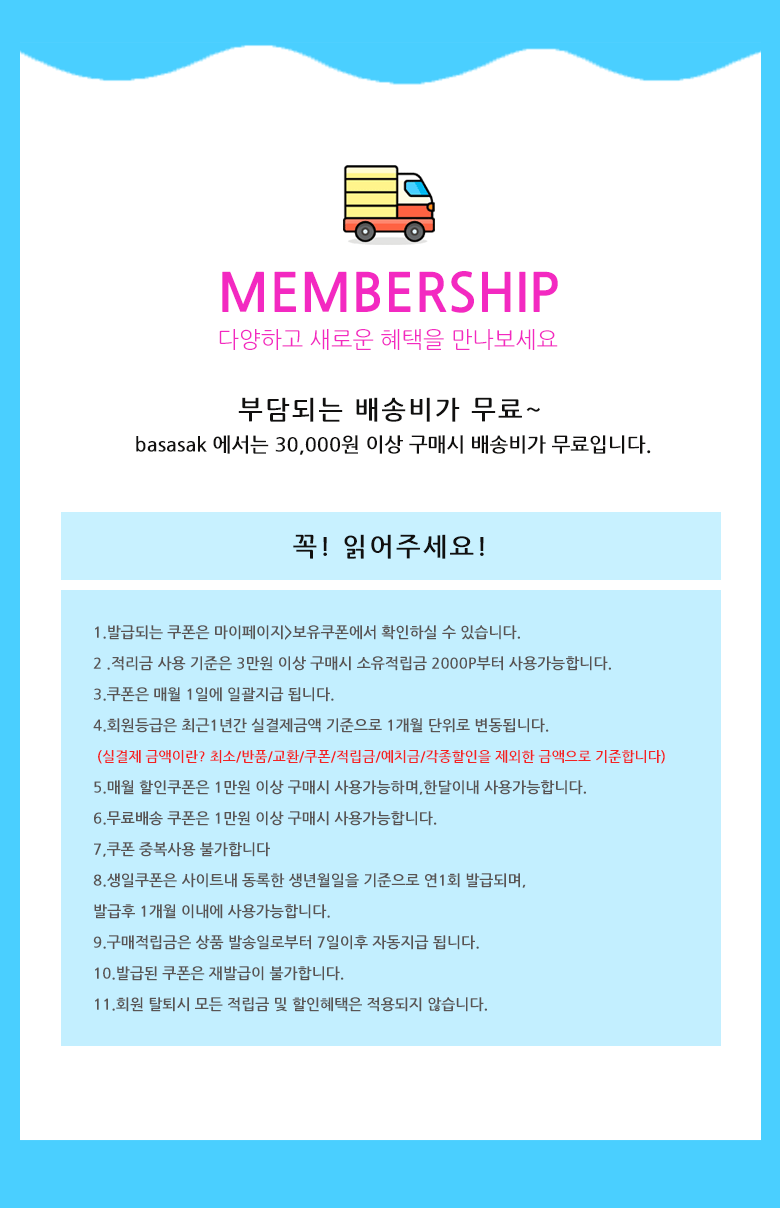 MEMBERSHIP
다양하고 새로운 혜택을 만나보세요
부담되는 배송비가 무료~
basasak 에서는 30,000원 이상 구매시 배송비가 무료입니다.
꼭! 읽어주세요!
1.발급되는 쿠폰은 마이페이지>보유쿠폰에서 확인하실 수 있습니다.
2 .적리금 사용 기준은 3만원 이상 구매시 소유적립금 2000P부터 사용가능합니다.
3.쿠폰은 매월 1일에 일괄지급 됩니다.
4.회원등급은 최근1년간 실결제금액 기준으로 1개월 단위로 변동됩니다.
(실결제 금액이란? 최소/반품/교환/쿠폰/적립금/예치금/각종할인을 제외한 금액으로 기준합니다)
5.매월 할인쿠폰은 1만원 이상 구매시 사용가능하며,한달이내 사용가능합니다.
6.무료배송 쿠폰은 1만원 이상 구매시 사용가능합니다.
7,쿠폰 중복사용 불가합니다
8.생일쿠폰은 사이트내 동록한 생년월일을 기준으로 연1회 발급되며,
발급후 1개월 이내에 사용가능합니다.
9.구매적립금은 상품 발송일로부터 7일이후 자동지급 됩니다.
10.발급된 쿠폰은 재발급이 불가합니다.
11.회원 탈퇴시 모든 적립금 및 할인혜택은 적용되지 않습니다.